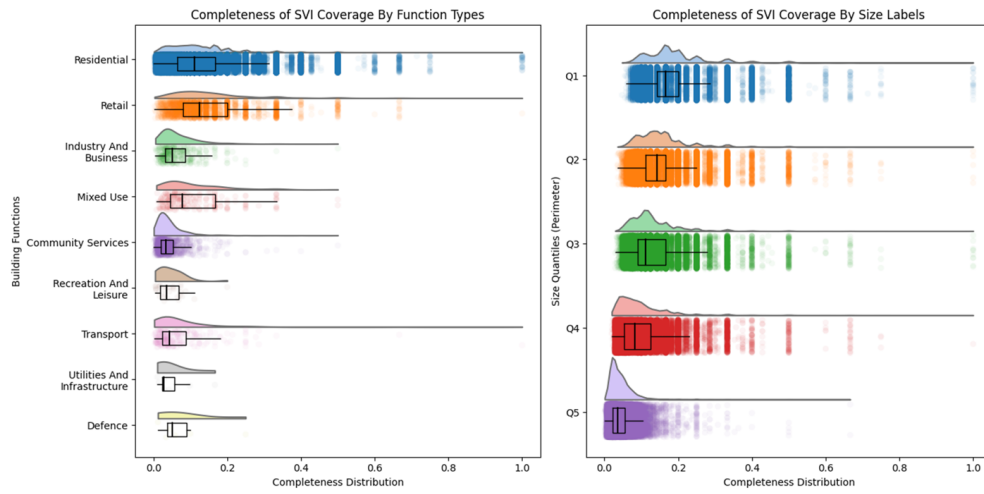 Completeness of SVI Coverage By Function Types
Building Functions
Residential
Retail
Industry And
Business
Mixed Use
Community Services
Recreation And
Leisure
Transport
Utilities And
Infrastructure
Defence
0.0 0.2 0.4 0.6 0.8 1.0
Completeness Distribution
Completeness of SVI Coverage By Size Labels
Size Quantiles (Perimeter)
Q1
Q2
Q3
Q4
Q5
0.0 0.2 0.4 0.6 0.8 1.0
Completeness Distribution